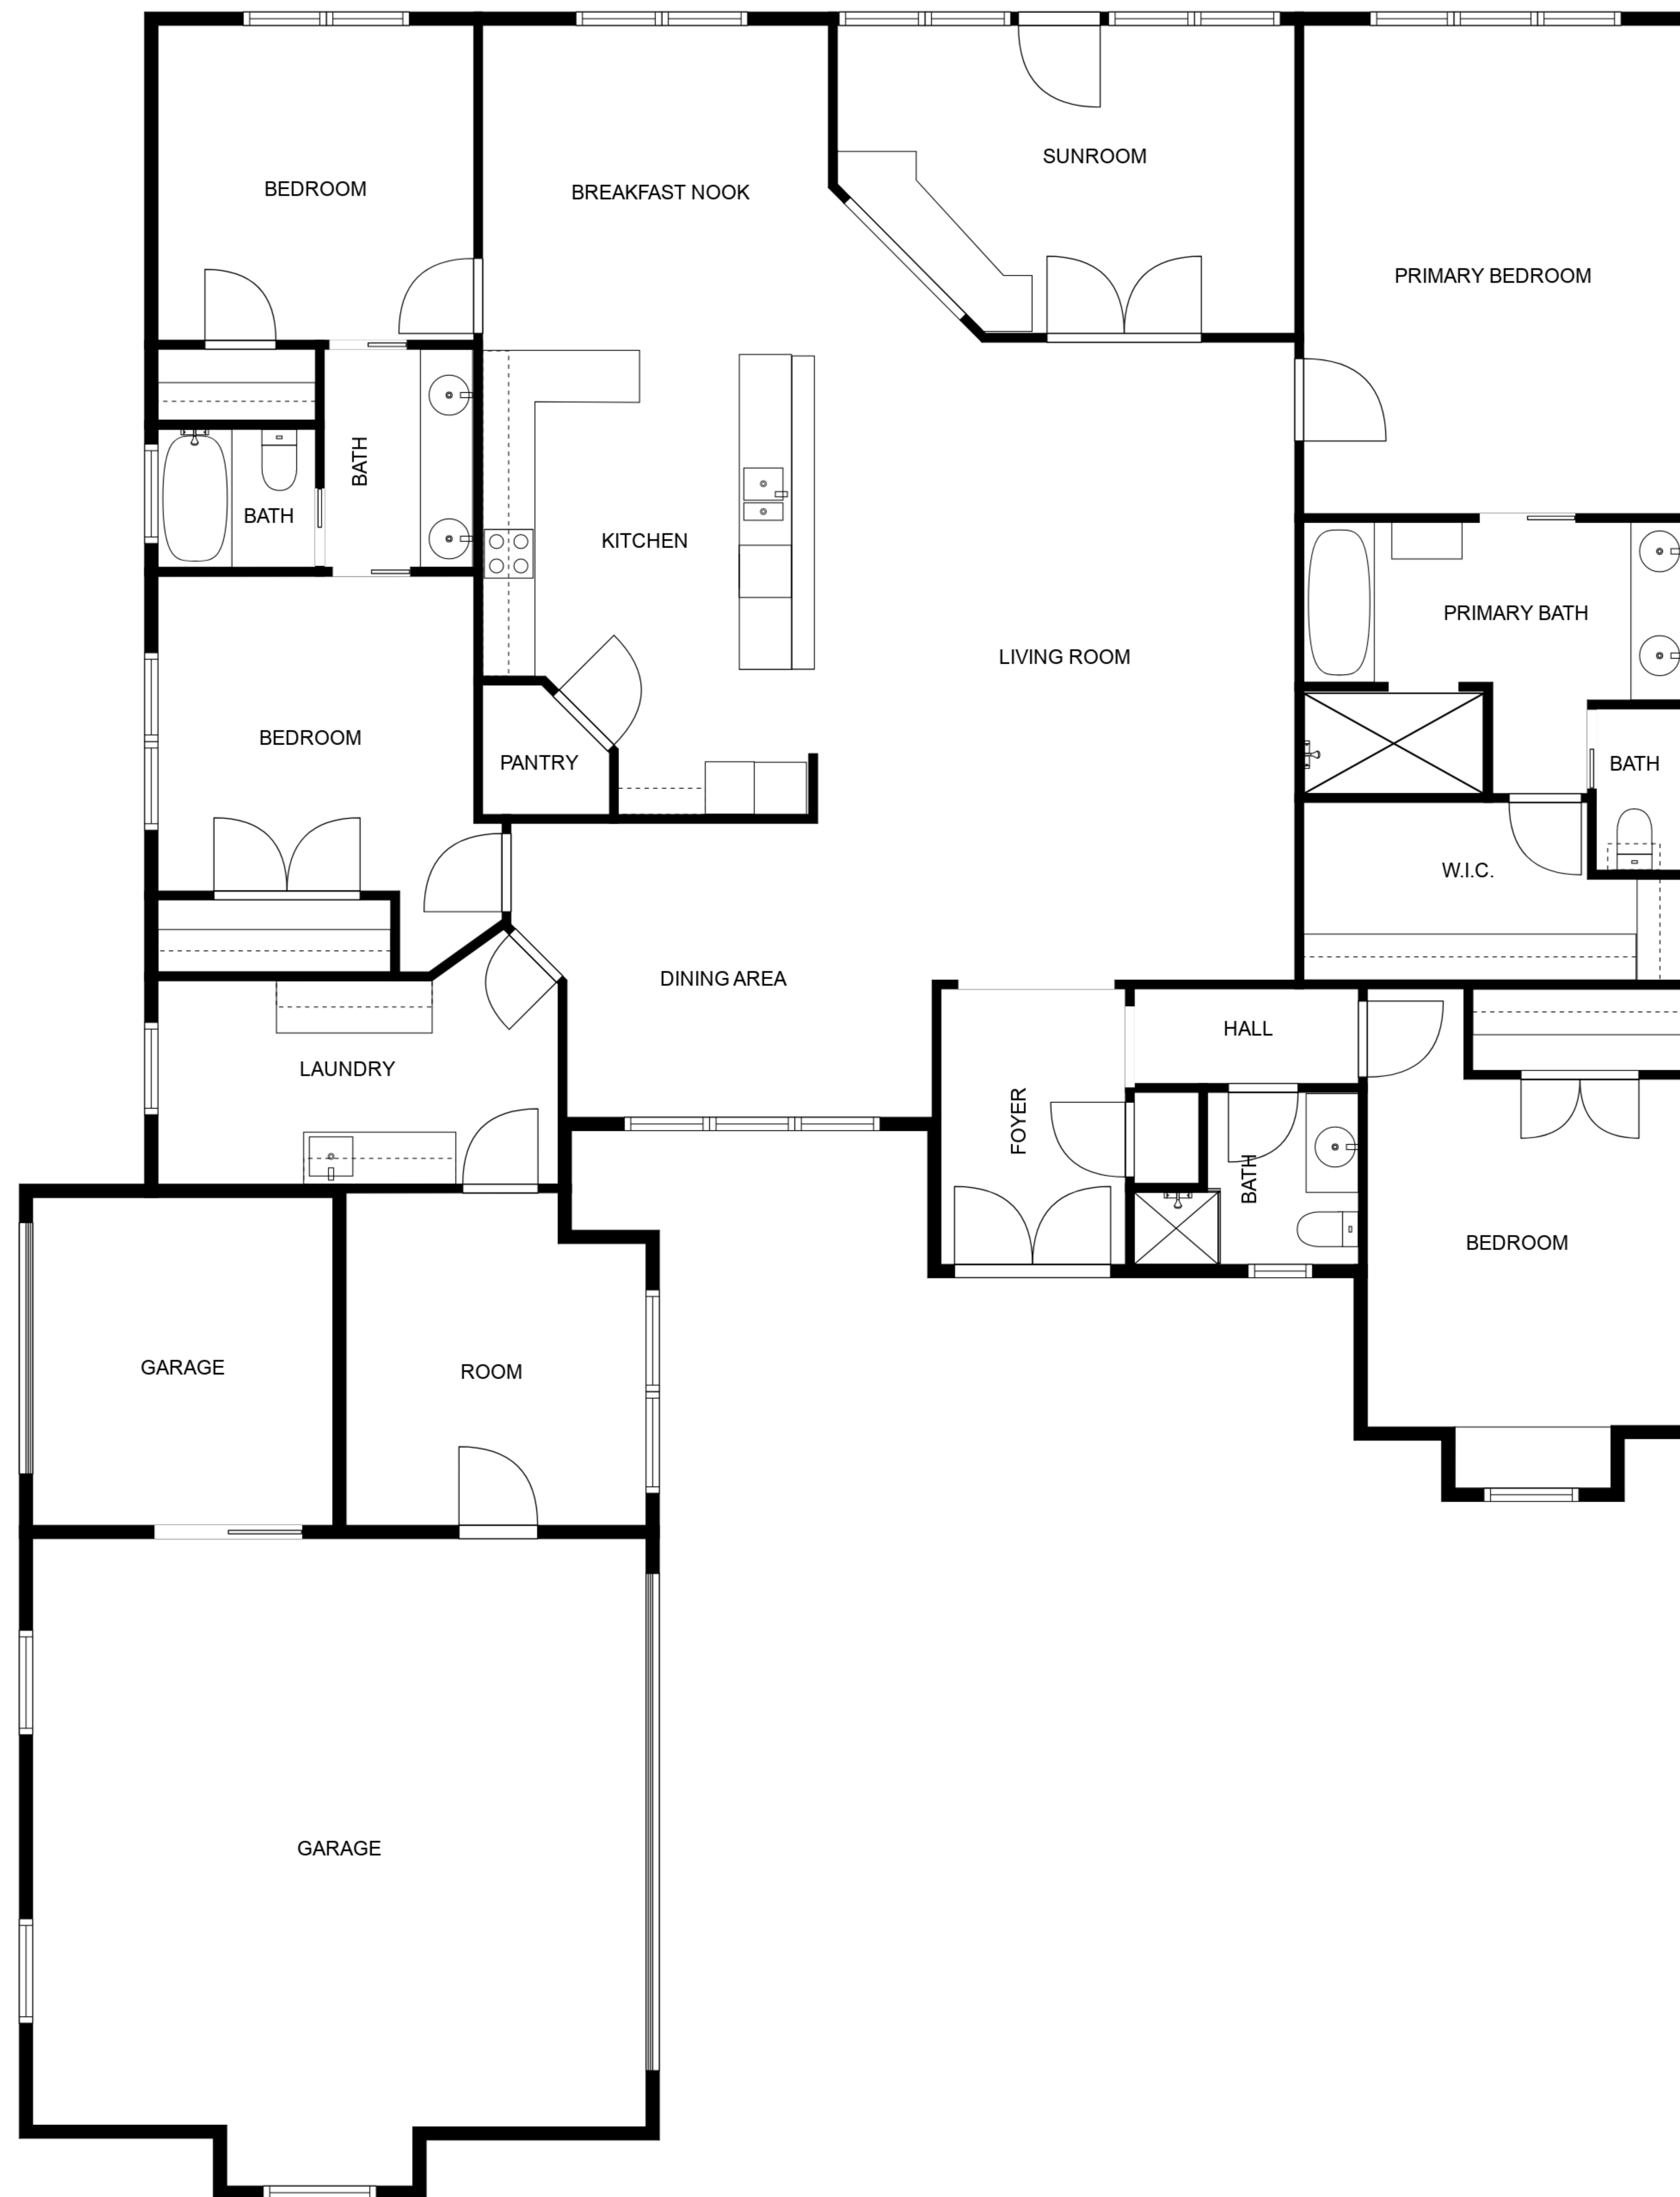 SUNROOM
BEDROOM
BREAKFAST NOOK
PRIMARY BEDROOM
BATH
BATH
KITCHEN
PRIMARY BATH
LIVING ROOM
BEDROOM
PANTRY
BATH
W.I.C.
DINING AREA
HALL
LAUNDRY
FOYER
BATH
BEDROOM
GARAGE
ROOM
GARAGE